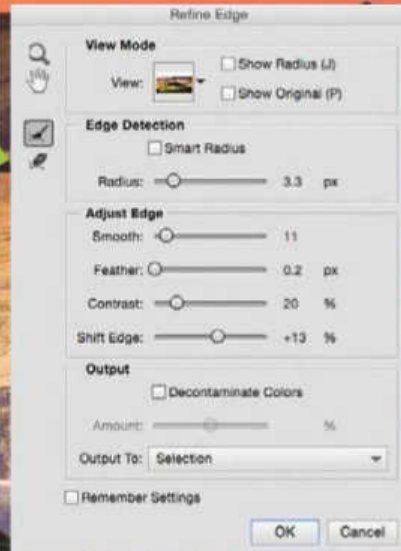 Refine Edge
View Mode
Show Radius (J)
View:
Show Original (P)
Edge Detection
Smart Radius
Radius: 3.3 px
Adjust Edge
Smooth: 11
Feather: 0.2 px
Contrast: 20 %
Shift Edge: +13 %
Output
Decontaminate Colors
Amount: %
Output To: Selection
Remember Settings
OK Cancel